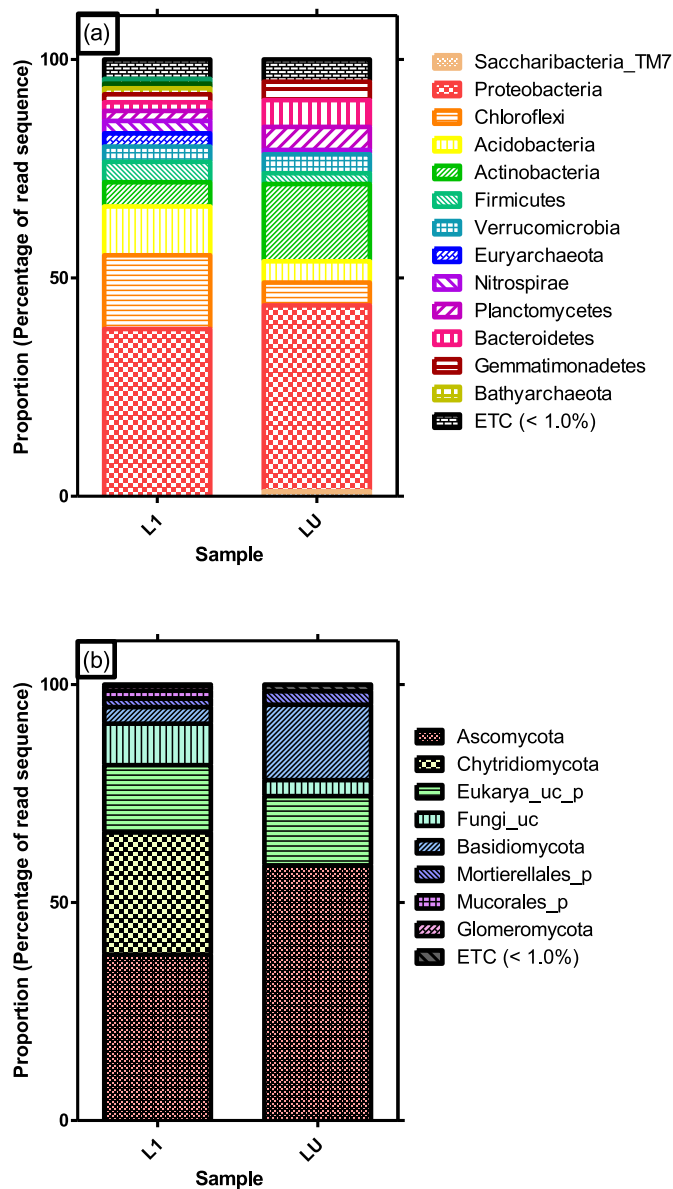 (a)
Proportion (Percentage of read sequence)
100
50
0
L1
LU
Sample
Saccharibacteria_TM7
Proteobacteria
Chloroflexi
Acidobacteria
Actinobacteria
Firmicutes
Verrucomicrobia
Euryarchaeota
Nitrospirae
Planctomycetes
Bacteroidetes
Gemmatimonadetes
Bathyarchaeota
ETC (< 1.0%)
(b)
Proportion (Percentage of read sequence)
100
50
0
L1
LU
Sample
Ascomycota
Chytridiomycota
Eukarya_uc_p
Fungi_uc
Basidiomycota
Mortierellales_p
Mucorales_p
Glomeromycota
ETC (< 1.0%)